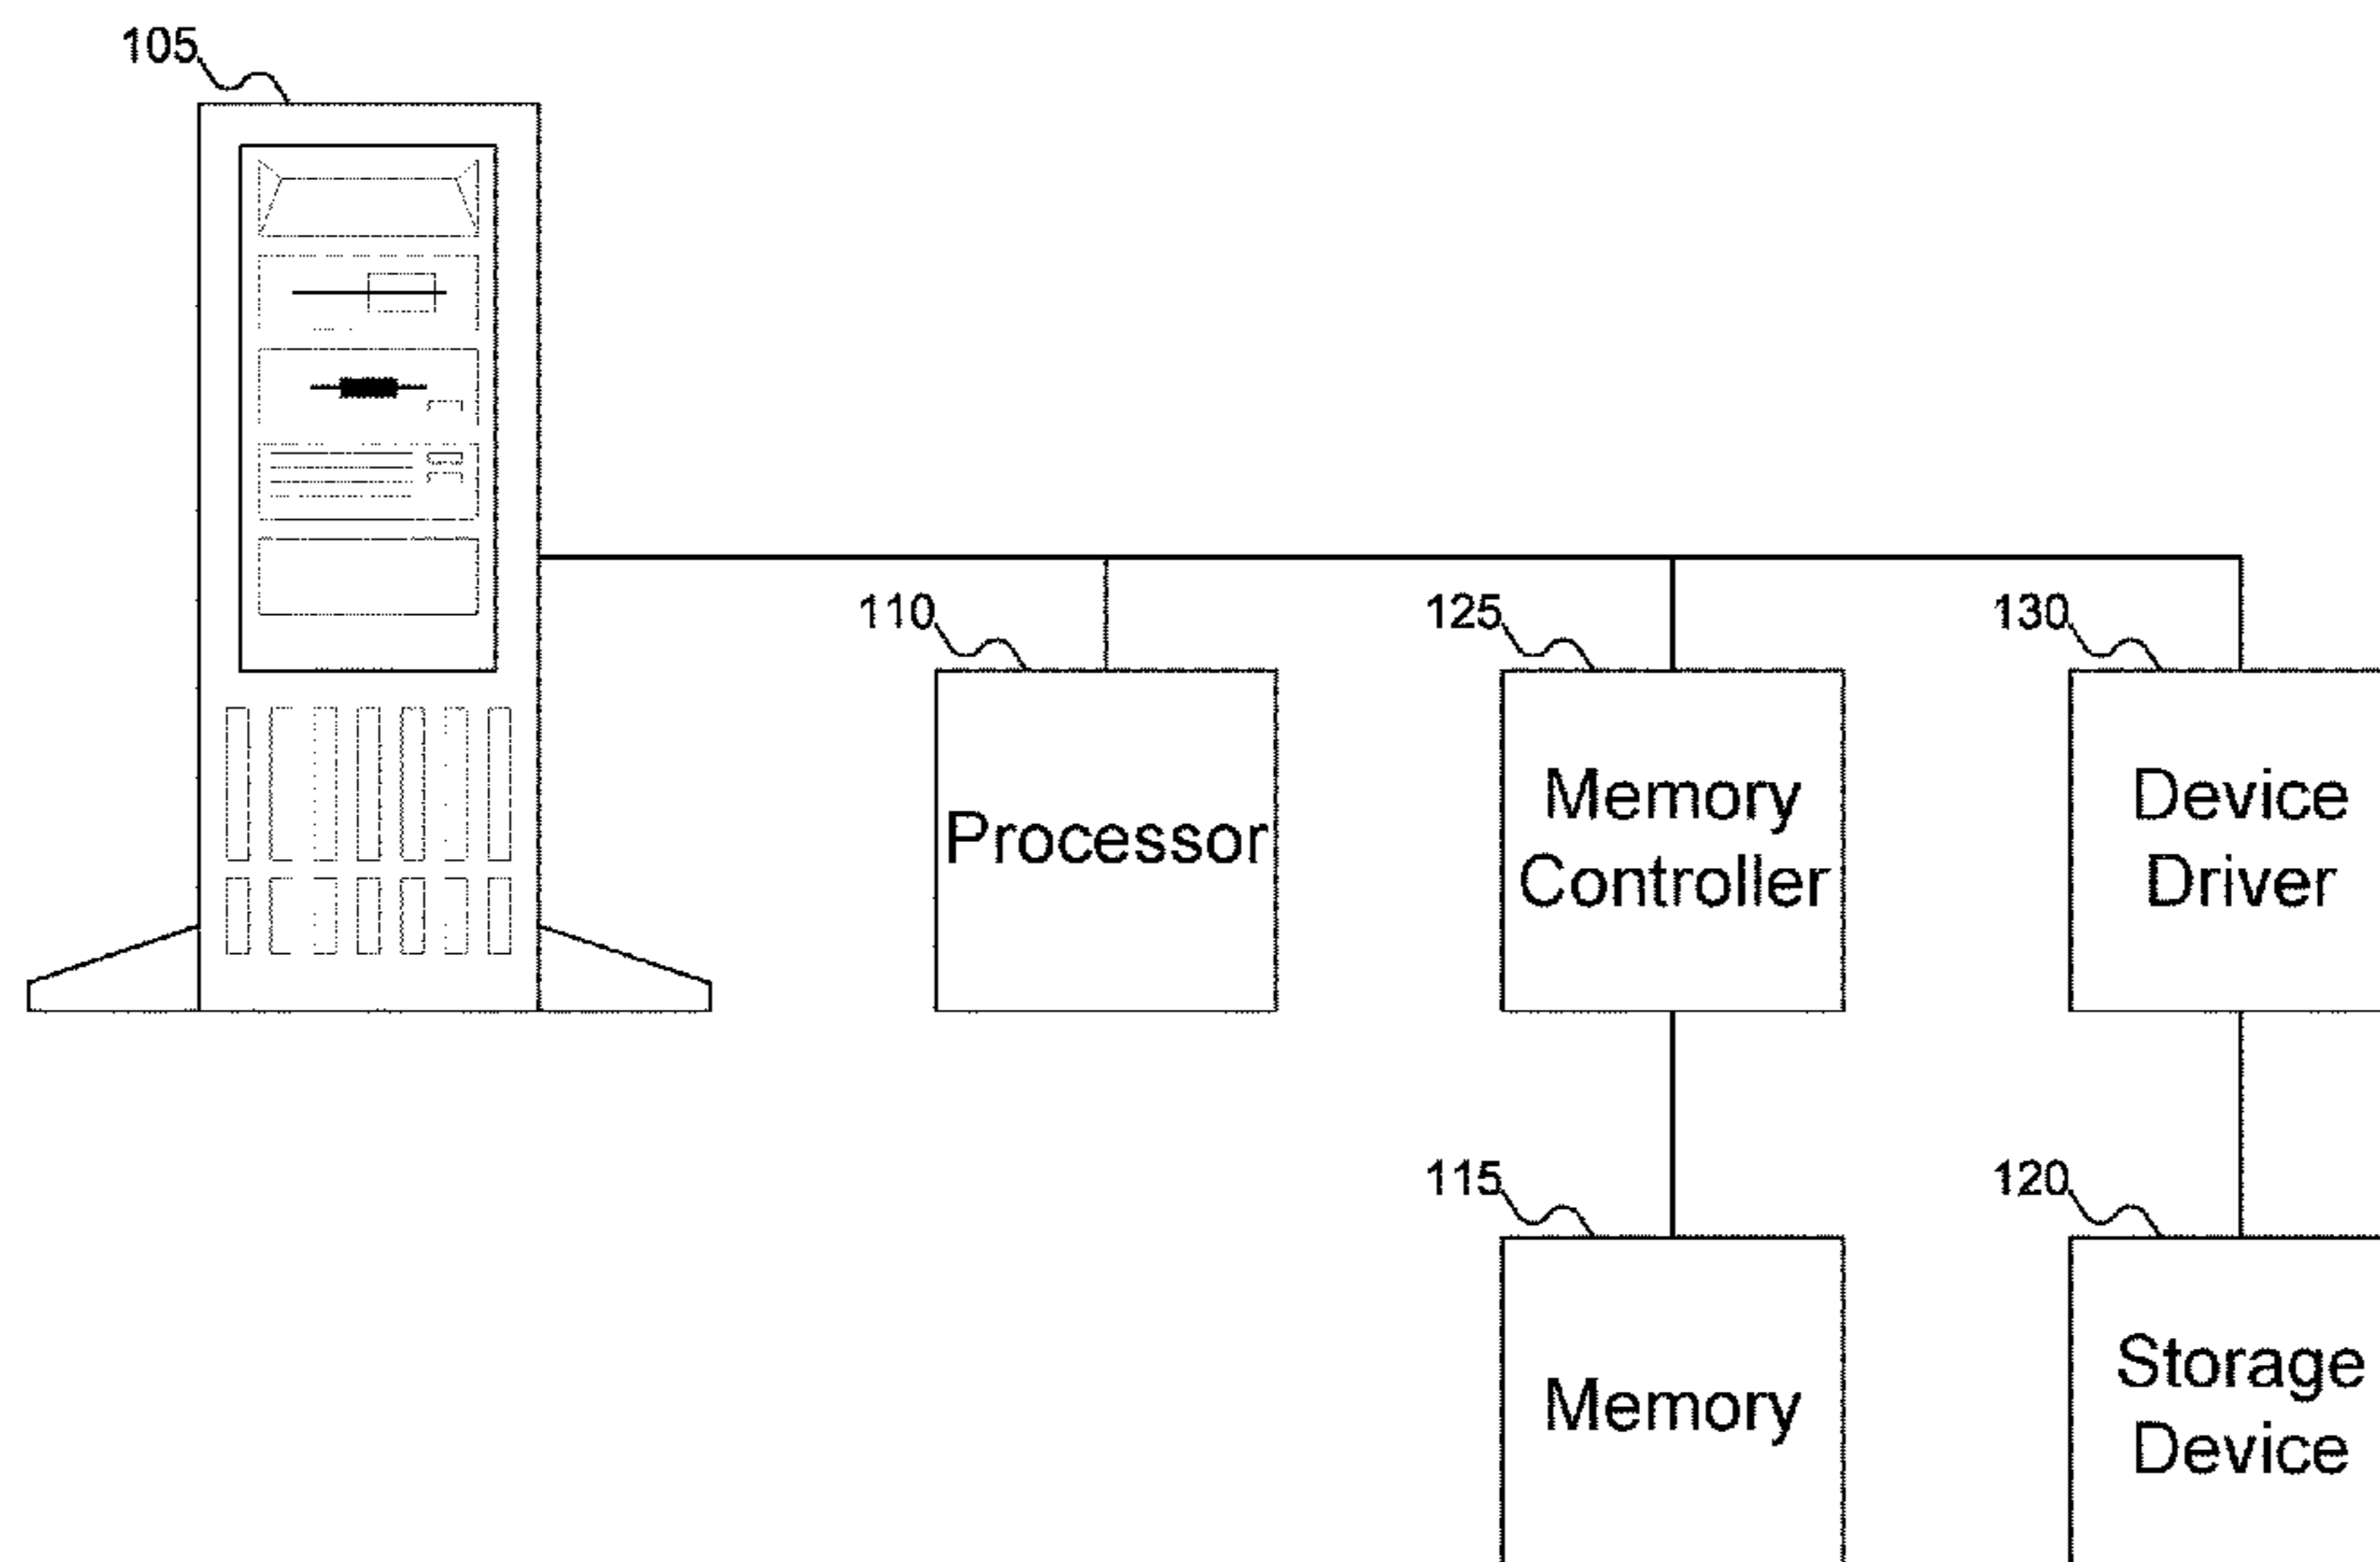 105
110
125
130
Processor
Memory
Controller
Device
Driver
115
120
Memory
Storage
Device